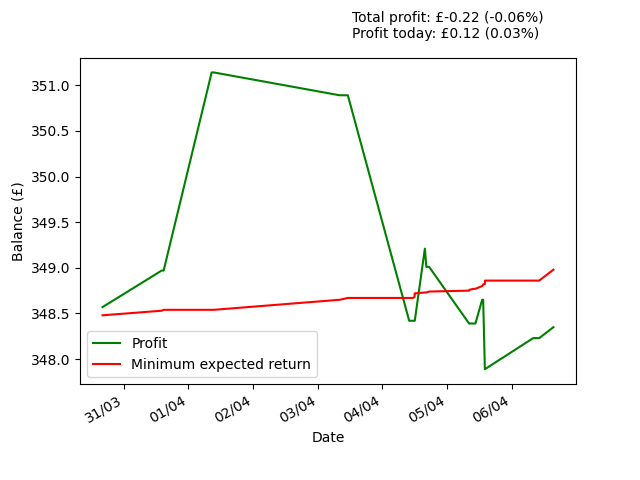 Total profit: £-0.22 (-0.06%)
Profit today: £0.12 (0.03%)
351.0
350.5
350.0
349.5
349.0
348.5
348.0
Balance (£)
Profit
Minimum expected return
31/03
01/04
02/04
03/04
04/04
05/04
06/04
Date